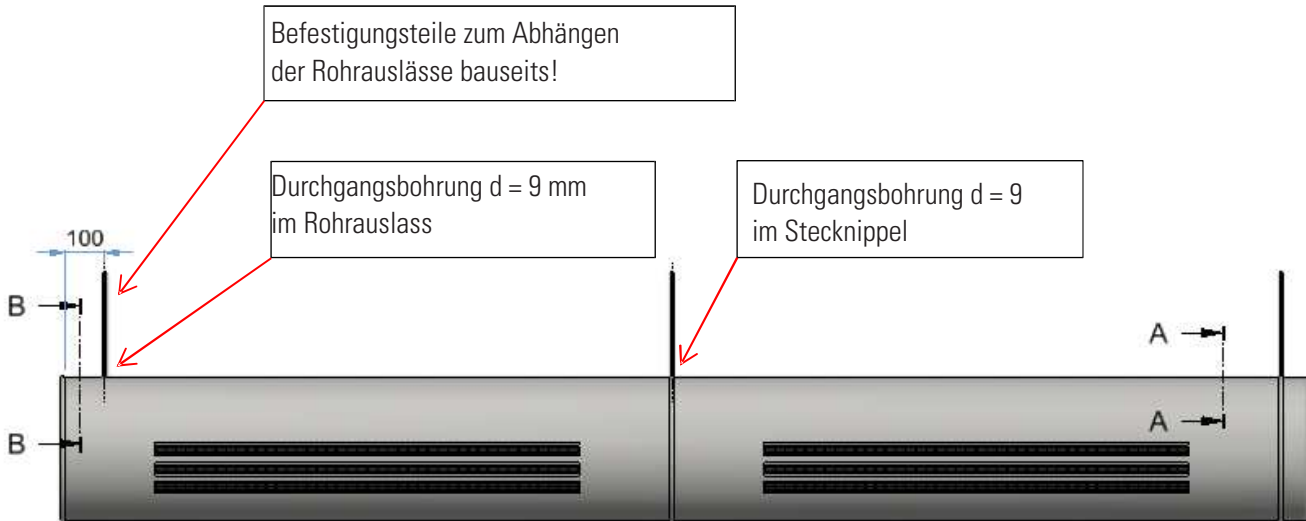 Befestigungsteile zum Abhängen
der Rohrauslässe bauseits!
Durchgangsbohrung d = 9 mm
im Rohrauslass
Durchgangsbohrung d = 9
im Stecknippel
100
B
A
A
B